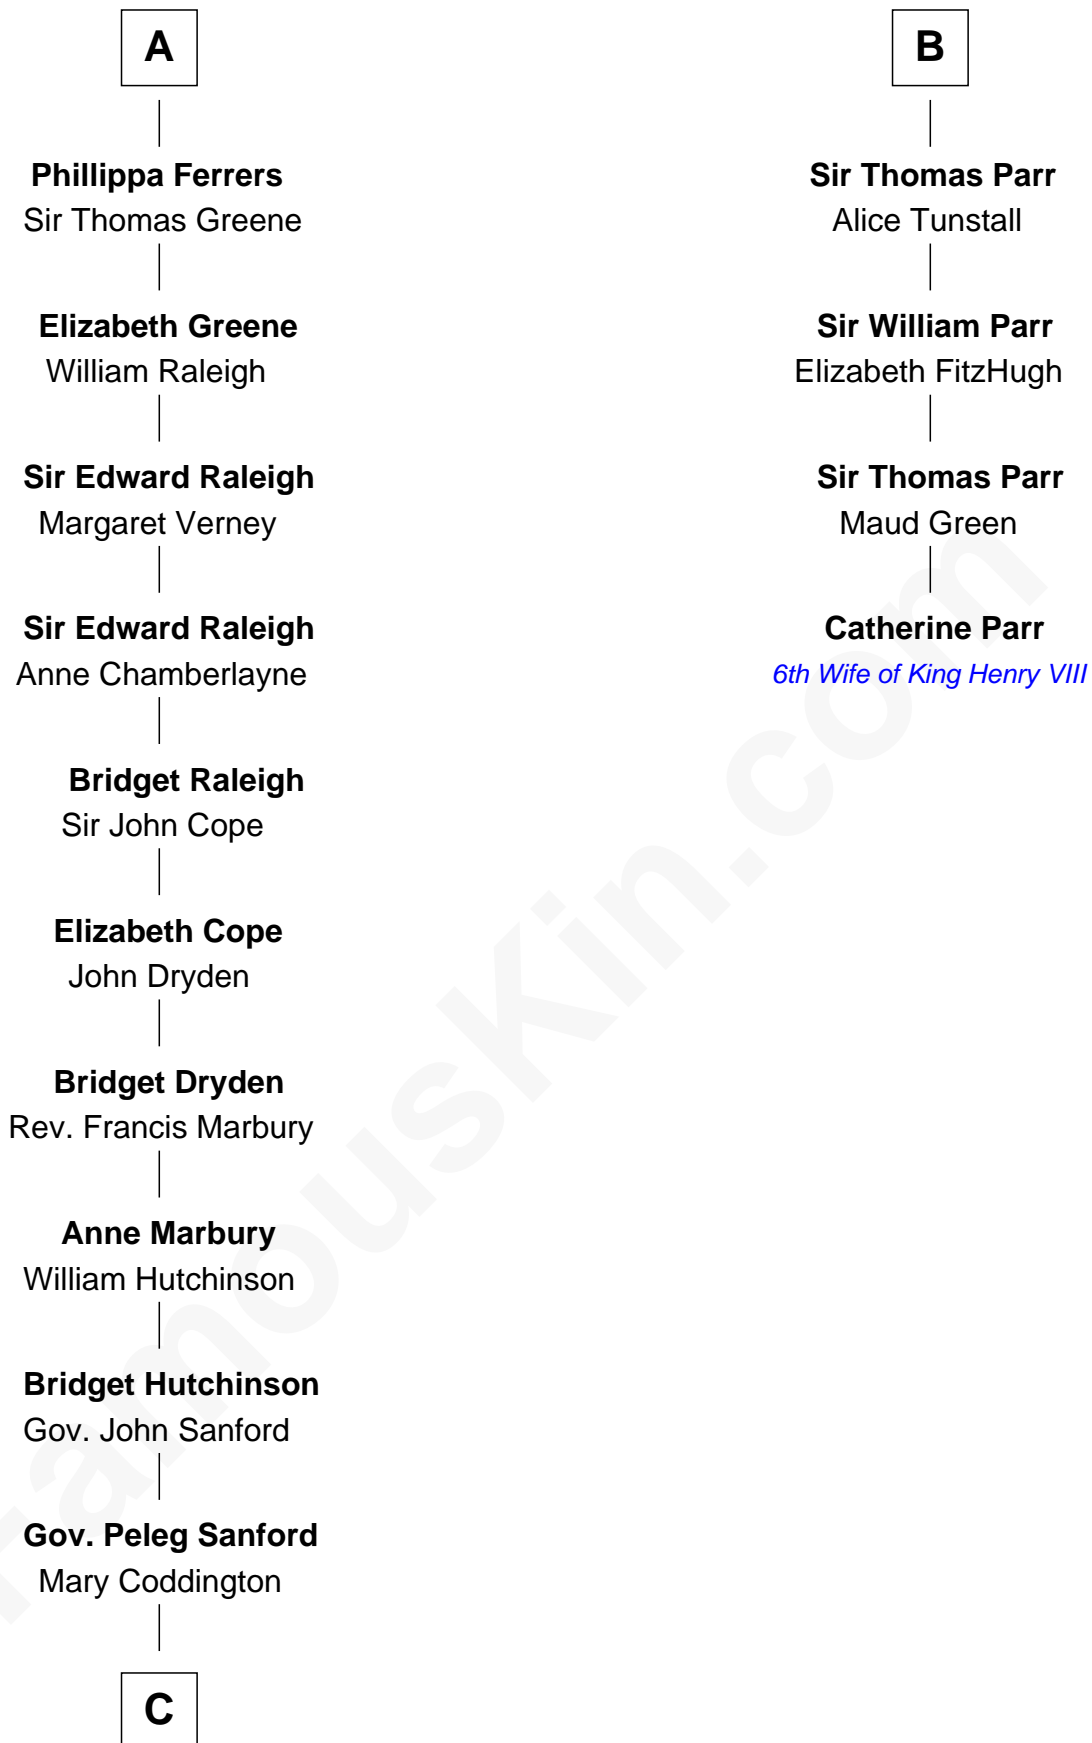 A
Phillippa Ferrers
Sir Thomas Greene
Elizabeth Greene
William Raleigh
Sir Edward Raleigh
Margaret Verney
Sir Edward Raleigh
Anne Chamberlayne
Bridget Raleigh
Sir John Cope
Elizabeth Cope
John Dryden
Bridget Dryden
Rev. Francis Marbury
Anne Marbury
William Hutchinson
Bridget Hutchinson
Gov. John Sanford
Gov. Peleg Sanford
Mary Coddington
C
B
Sir Thomas Parr
Alice Tunstall
Sir William Parr
Elizabeth FitzHugh
Sir Thomas Parr
Maud Green
Catherine Parr
6th Wife of King Henry VIII
FamousKin.com